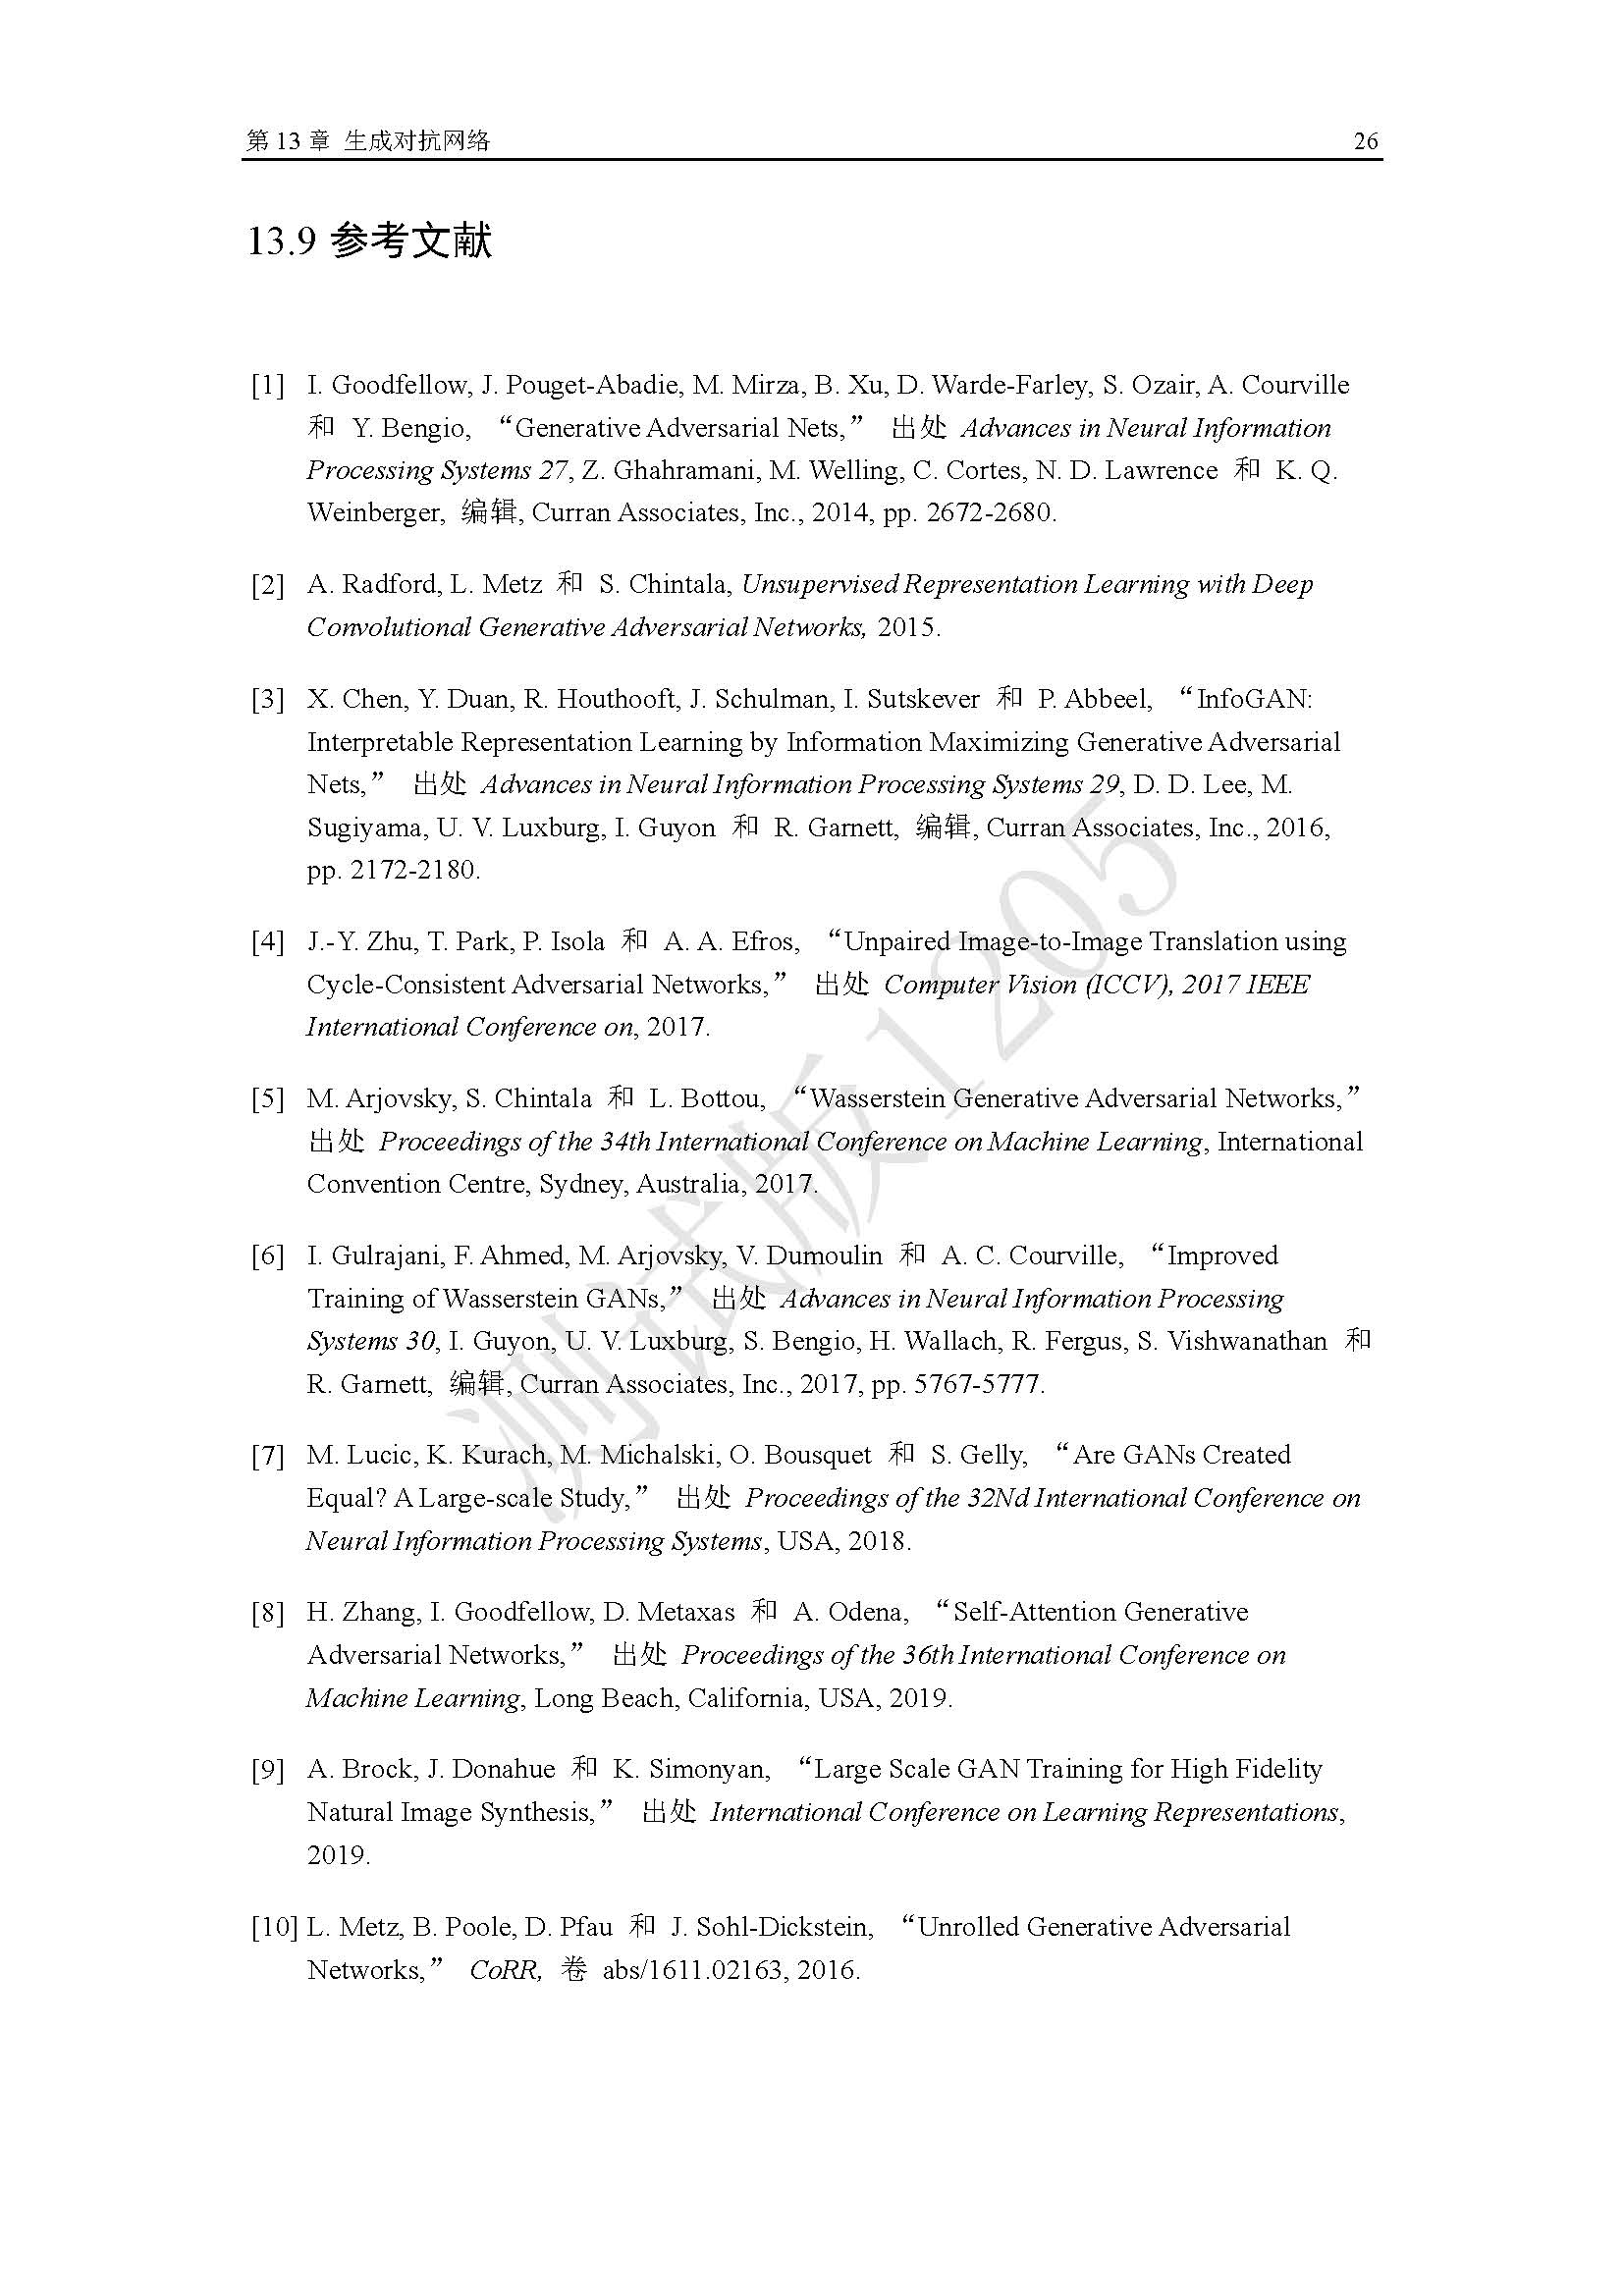 第 13 章 生成对抗网络 26
13.9 参考文献
[1] I. Goodfellow, J. Pouget-Abadie, M. Mirza, B. Xu, D. Warde-Farley, S. Ozair, A. Courville
和 Y. Bengio, “Generative Adversarial Nets,” 出处 Advances in Neural Information
Processing Systems 27, Z. Ghahramani, M. Welling, C. Cortes, N. D. Lawrence 和 K. Q.
Weinberger, 编辑, Curran Associates, Inc., 2014, pp. 2672-2680.
[2] A. Radford, L. Metz 和 S. Chintala, Unsupervised Representation Learning with Deep
Convolutional Generative Adversarial Networks, 2015.
[3] X. Chen, Y. Duan, R. Houthooft, J. Schulman, I. Sutskever 和 P. Abbeel, “InfoGAN:
Interpretable Representation Learning by Information Maximizing Generative Adversarial
Nets,” 出处 Advances in Neural Information Processing Systems 29, D. D. Lee, M.
Sugiyama, U. V. Luxburg, I. Guyon 和 R. Garnett, 编辑, Curran Associates, Inc., 2016,
pp. 2172-2180.
[4] J.-Y. Zhu, T. Park, P. Isola 和 A. A. Efros, “Unpaired Image-to-Image Translation using
Cycle-Consistent Adversarial Networks,” 出处 Computer Vision (ICCV), 2017 IEEE
International Conference on, 2017.
[5] M. Arjovsky, S. Chintala 和 L. Bottou, “Wasserstein Generative Adversarial Networks,”
出处 Proceedings of the 34th International Conference on Machine Learning, International
Convention Centre, Sydney, Australia, 2017.
[6] I. Gulrajani, F. Ahmed, M. Arjovsky, V. Dumoulin 和 A. C. Courville, “Improved
Training of Wasserstein GANs,” 出处 Advances in Neural Information Processing
Systems 30, I. Guyon, U. V. Luxburg, S. Bengio, H. Wallach, R. Fergus, S. Vishwanathan 和
R. Garnett, 编辑, Curran Associates, Inc., 2017, pp. 5767-5777.
[7] M. Lucic, K. Kurach, M. Michalski, O. Bousquet 和 S. Gelly, “Are GANs Created
Equal? A Large-scale Study,” 出处 Proceedings of the 32Nd International Conference on
Neural Information Processing Systems, USA, 2018.
[8] H. Zhang, I. Goodfellow, D. Metaxas 和 A. Odena, “Self-Attention Generative
Adversarial Networks,” 出处 Proceedings of the 36th International Conference on
Machine Learning, Long Beach, California, USA, 2019.
[9] A. Brock, J. Donahue 和 K. Simonyan, “Large Scale GAN Training for High Fidelity
Natural Image Synthesis,” 出处 International Conference on Learning Representations,
2019.
[10] L. Metz, B. Poole, D. Pfau 和 J. Sohl-Dickstein, “Unrolled Generative Adversarial
Networks,” CoRR, 卷 abs/1611.02163, 2016.
测试版1205